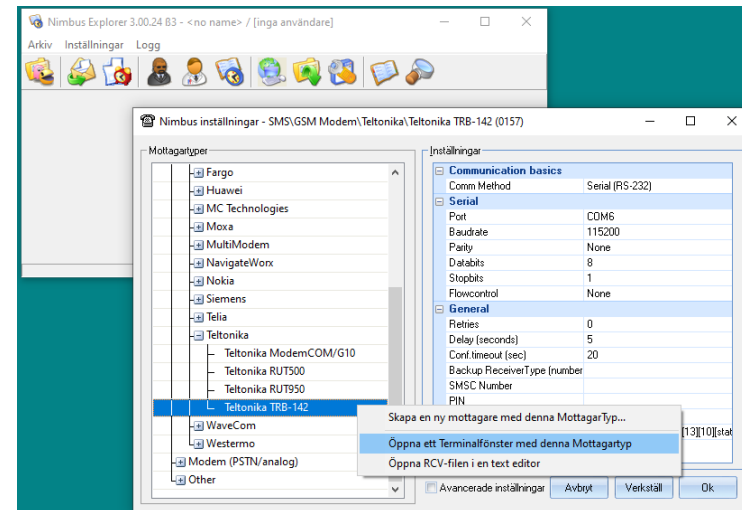 Nimbus Explorer 3.00.24 B3 - <no name> / [inga användare]
Arkiv Inställningar Logg
Nimbus inställningar - SMS\GSM Modem\Teltonika\Teltonika TRB-142 (0157)
Mottagartyper
Fargo
Huawei
MC Technologies
Moxa
MultiModem
NavigateWorx
Nokia
Siemens
Telia
Teltonika
Teltonika ModemCOM/G10
Teltonika RUT500
Teltonika RUT950
Teltonika TRB-142
WaveCom
Westermo
Modem (PSTN/analog)
Other
Inställningar
Communication basics
Comm Method Serial (RS-232)
Serial
Port COM6
Baudrate 115200
Parity None
Databits 8
Stopbits 1
Flowcontrol None
General
Retries 0
Delay (seconds) 5
Conf.timeout (sec) 20
Backup ReceiverType (number
SMSC Number
PIN
[13][10][stat
Skapa en ny mottagare med denna MottagarTyp...
Öppna ett Terminalfönster med denna Mottagartyp
Öppna RCV-filen i en text editor
Avancerade inställningar Avbryt Verkställ Ok